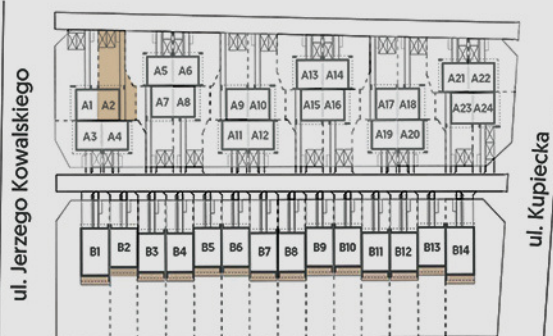 ul. Jerzego Kowalskiego
A5 A6
A13 A14
A21 A22
A1 A2
A7 A8
A9 A10
A15 A16
A17 A18
A23 A24
A3 A4
A11 A12
A19 A20
ul. Kupiecka
B1 B2 B3 B4 B5 B6 B7 B8 B9 B10 B11 B12 B13 B14